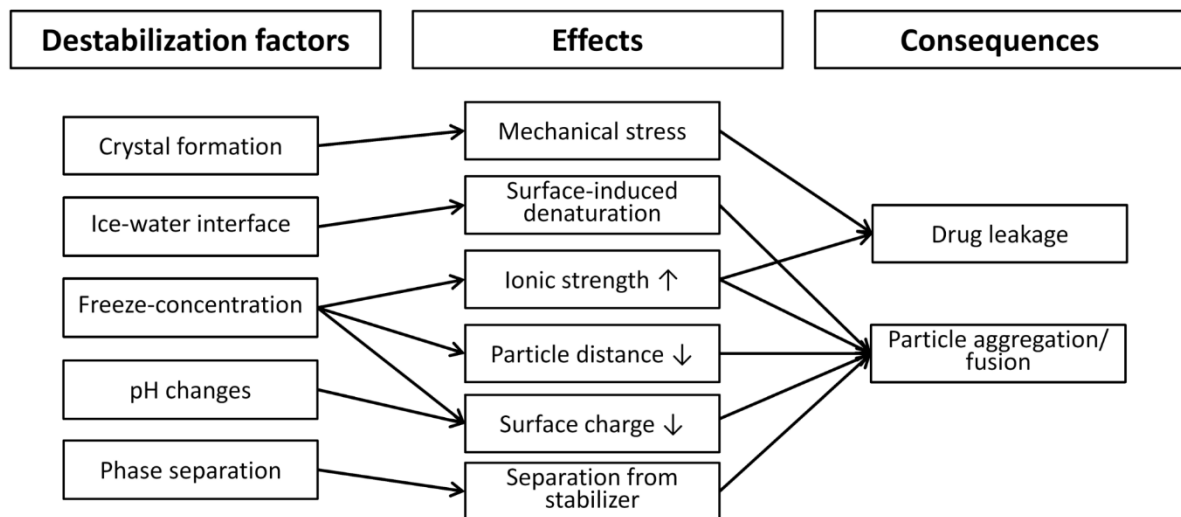 Destabilization factors
Effects
Consequences
Crystal formation
Ice-water interface
Freeze-concentration
pH changes
Phase separation
Mechanical stress
Surface-induced
denaturation
Ionic strength ↑
Particle distance ↓
Surface charge ↓
Separation from
stabilizer
Drug leakage
Particle aggregation/
fusion